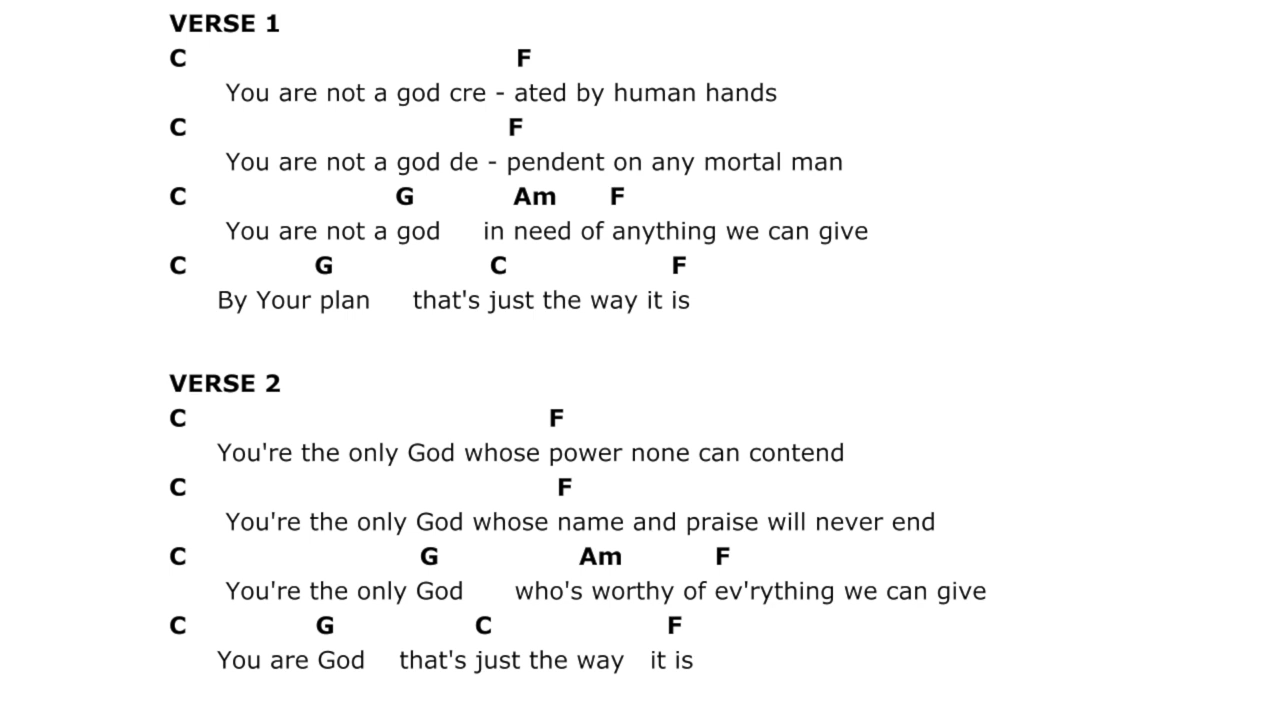 VERSE 1
C F
You are not a god cre - ated by human hands
C F
You are not a god de - pendent on any mortal man
C G Am F
You are not a god in need of anything we can give
C G C F
By Your plan that's just the way it is
VERSE 2
C F
You're the only God whose power none can contend
C F
You're the only God whose name and praise will never end
C G Am F
You're the only God who's worthy of ev'rything we can give
C G C F
You are God that's just the way it is